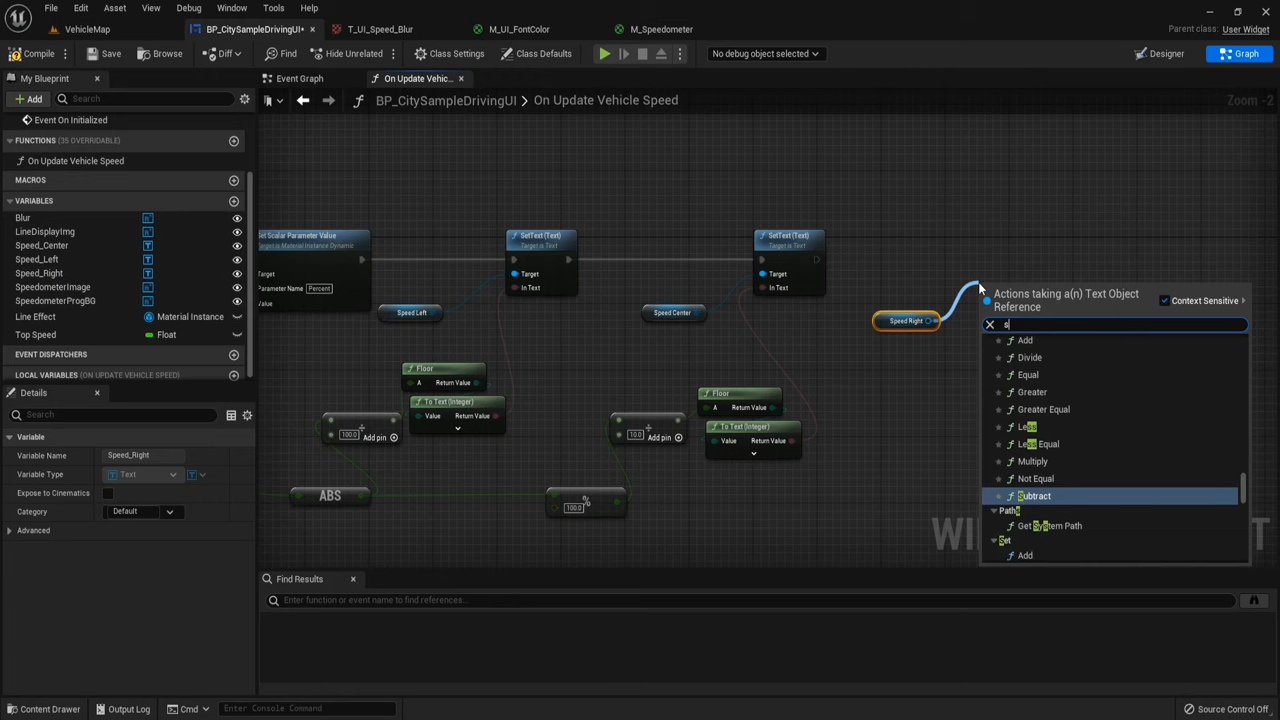 File Edit Asset View Debug Window Tools Help
VehicleMap
BP_CitySampleDrivingUI•
T_UI_Speed_Blur
M_UI_FontColor
M_Speedometer
Parent class: User Widget
Compile Save Browse Diff Find Hide Unrelated Class Settings Class Defaults No debug object selected Designer Graph
My Blueprint
Event Graph
On Update Vehic...
Add
Search
BP_CitySampleDrivingUI > On Update Vehicle Speed
Zoom -2
Event On Initialized
FUNCTIONS (35 OVERRIDABLE)
On Update Vehicle Speed
MACROS
VARIABLES
Blur
LineDisplayImg
Speed_Center
Speed_Left
Speed_Right
SpeedometerImage
SpeedometerProgBG
Line Effect Material Instance
Top Speed Float
EVENT DISPATCHERS
LOCAL VARIABLES (ON UPDATE VEHICLE SPEED)
Details
Search
Variable
Variable Name Speed_Right
Variable Type Text
Expose to Cinematics
Category Default
Advanced
et Scalar Parameter Value
Target is Material Instance Dynamic
Target
Parameter Name Percent
Value
SetText (Text)
Target is Text
Target
In Text
Speed Left
Floor
A Return Value
To Text (Integer)
Value Return Value
÷
100.0 Add pin
ABS
SetText (Text)
Target is Text
Target
In Text
Speed Center
Floor
A Return Value
To Text (Integer)
Value Return Value
÷
10.0 Add pin
%
100.0
Speed Right
Actions taking a(n) Text Object
Reference
Context Sensitive
s
Add
Divide
Equal
Greater
Greater Equal
Less
Less Equal
Multiply
Not Equal
Subtract
Paths
Get System Path
Set
Add
Find Results
Enter function or event name to find references...
Content Drawer Output Log Cmd Enter Console Command Source Control Off